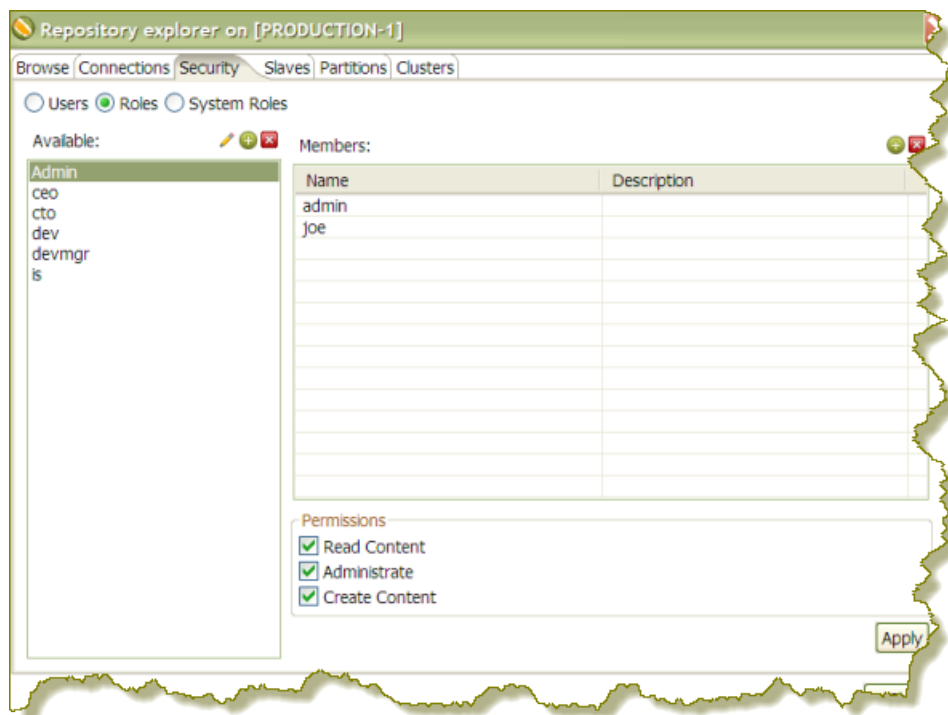 Repository explorer on [PRODUCTION-1]
Browse Connections Security Slaves Partitions Clusters
Users Roles System Roles
Available:
Members:
Admin
ceo
cto
dev
devmgr
is
Name Description
admin
joe
Permissions
Read Content
Administrate
Create Content
Apply